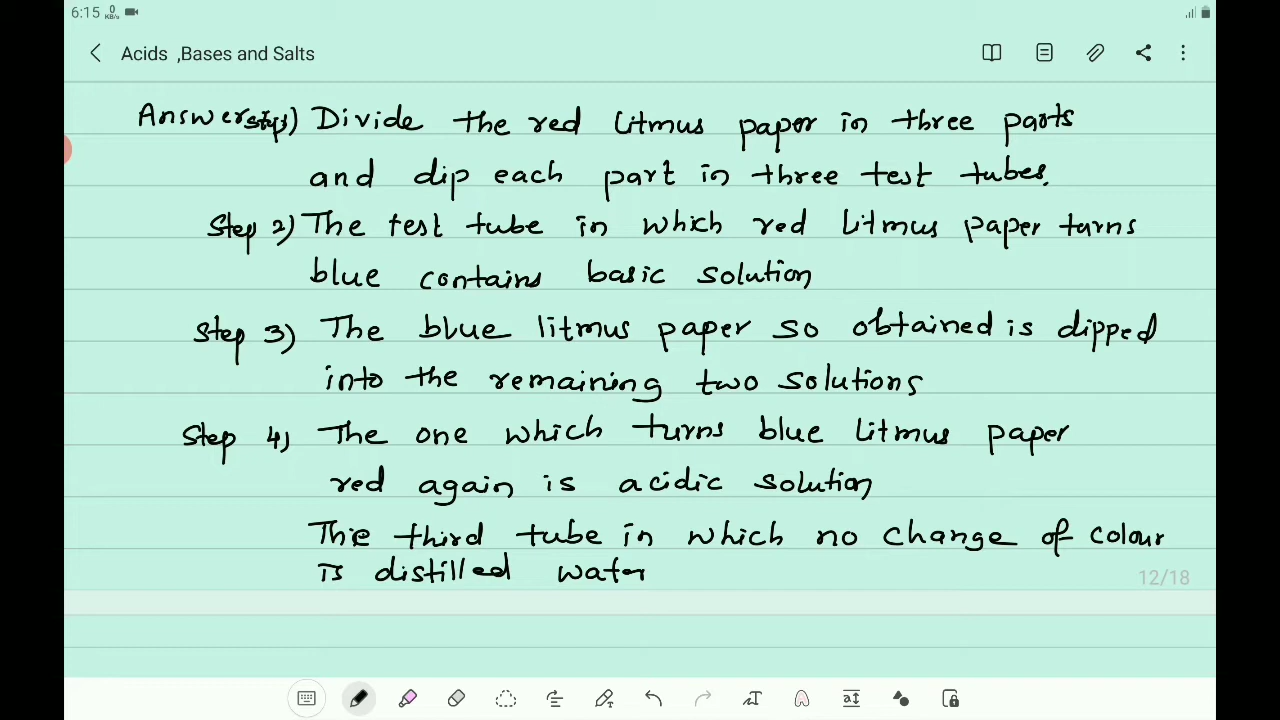 6:15 0 KB/s
Acids ,Bases and Salts
Answer step1) Divide the red litmus paper in three parts
and dip each part in three test tubes.
Step 2) The test tube in which red litmus paper turns
blue contains basic solution
Step 3) The blue litmus paper so obtained is dipped
into the remaining two solutions
Step 4) The one which turns blue litmus paper
red again is acidic solution
The third tube in which no change of colour
is distilled water
12/18